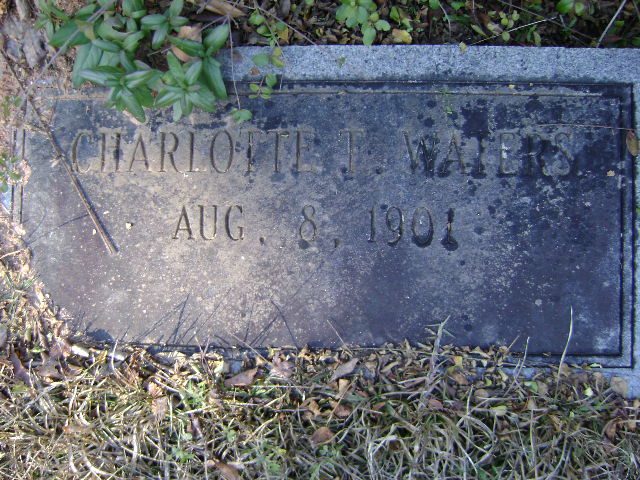 CHARLOTTE T. WATERS
AUG. 8, 1901